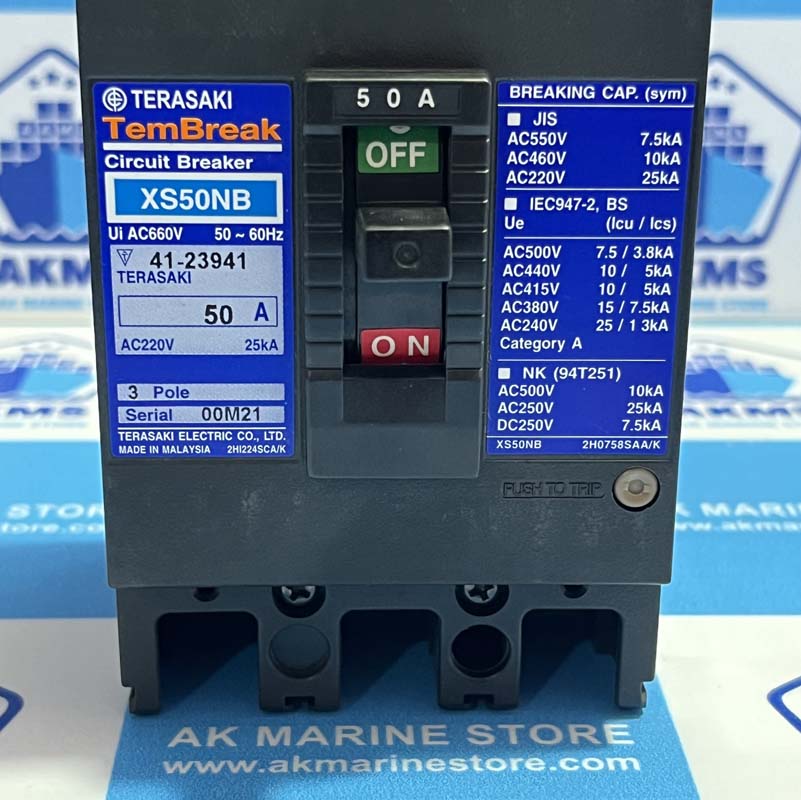 TERASAKI
TemBreak
Circuit Breaker
XS50NB
Ui AC660V 50 ~ 60Hz
41-23941
TERASAKI
50 A
AC220V 25kA
3 Pole
Serial 00M21
TERASAKI ELECTRIC CO., LTD.
MADE IN MALAYSIA 2HI224SCA/K
50A
OFF
ON
BREAKING CAP. (sym)
JIS
AC550V 7.5kA
AC460V 10kA
AC220V 25kA
IEC947-2, BS
Ue (Icu / Ics)
AC500V 7.5 / 3.8kA
AC440V 10 / 5kA
AC415V 10 / 5kA
AC380V 15 / 7.5kA
AC240V 25 / 13kA
Category A
NK (94T251)
AC500V 10kA
AC250V 25kA
DC250V 7.5kA
XS50NB 2H0758SAA/K
PUSH TO TRIP
AKMS
KMS
AK MARINE STORE
www.akmarinestore.com